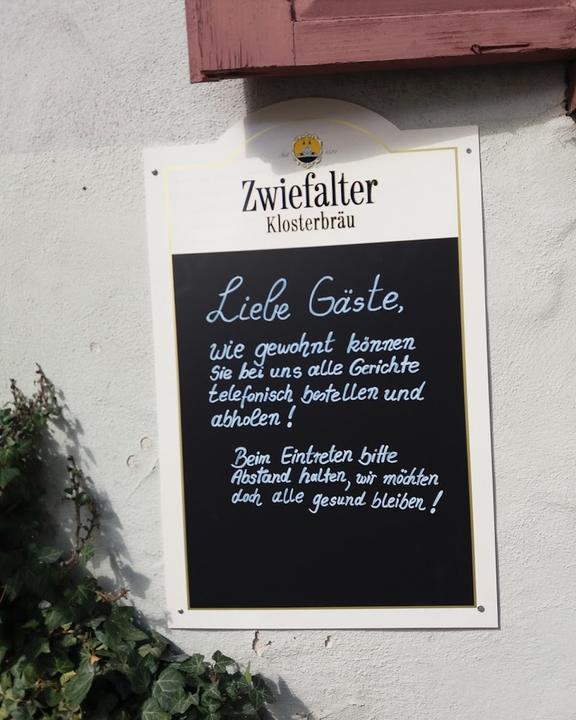 Zwiefalter
Klosterbräu
Liebe Gäste,
wie gewohnt können
Sie bei uns alle Gerichte
telefonisch bestellen und
abholen!
Beim Eintreten bitte
Abstand halten, wir möchten
doch alle gesund bleiben!